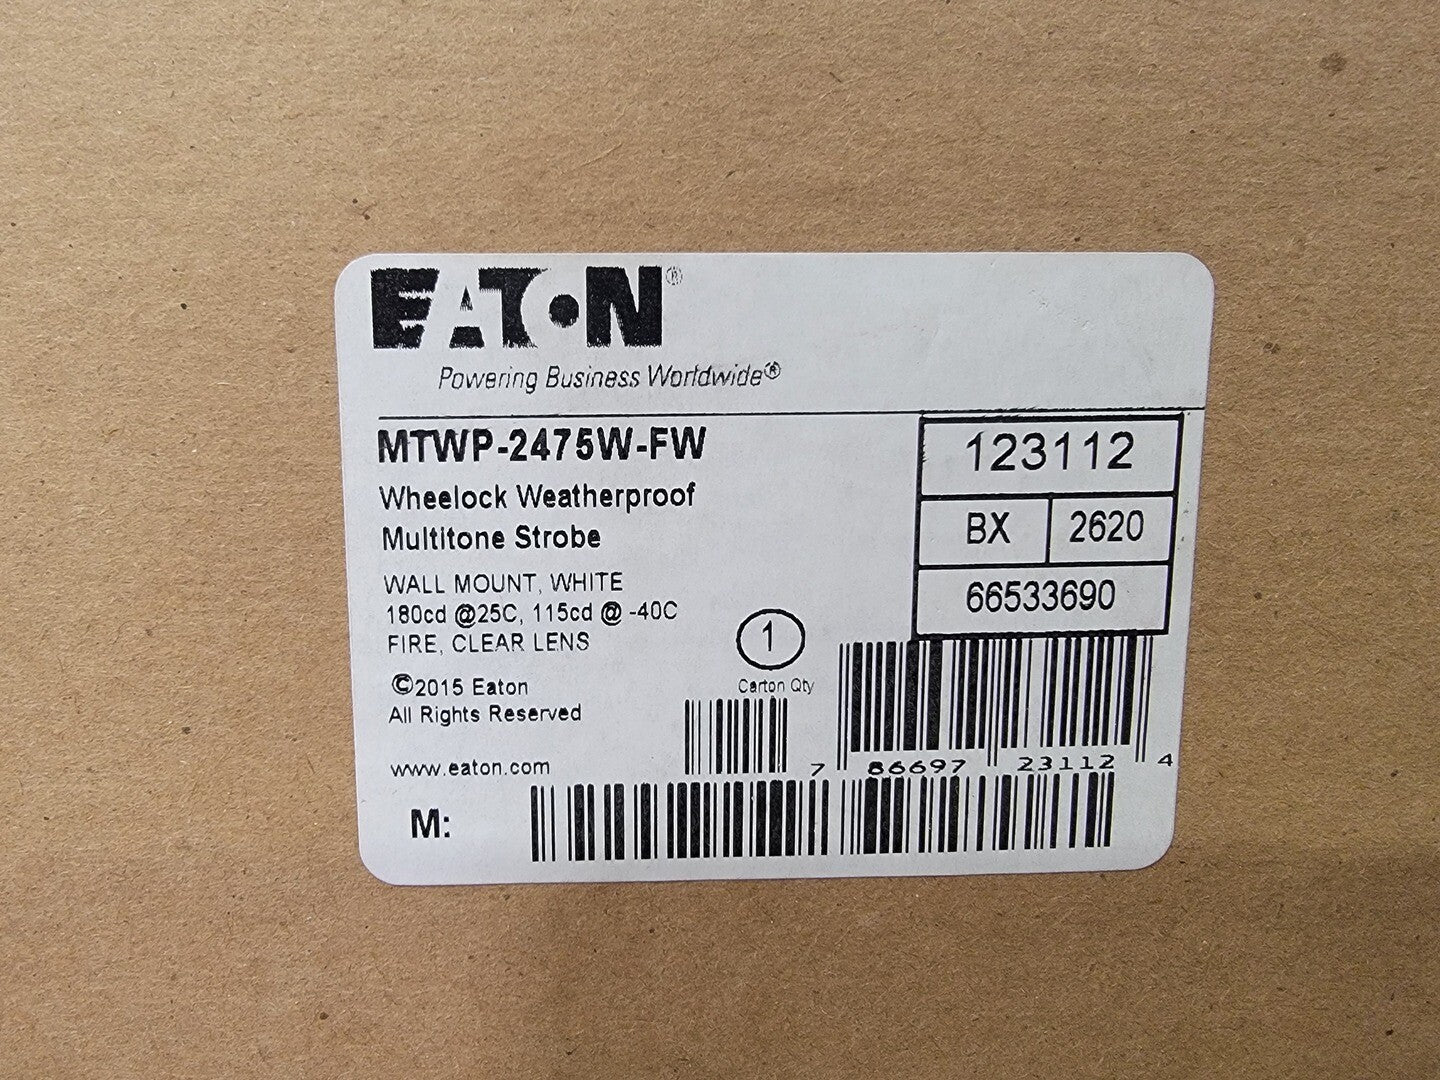 EATON®
Powering Business Worldwide®
MTWP-2475W-FW
Wheelock Weatherproof
Multitone Strobe
WALL MOUNT, WHITE
180cd @25C, 115cd @ -40C
FIRE, CLEAR LENS
©2015 Eaton
All Rights Reserved
www.eaton.com
M:
1
Carton Qty
123112
BX 2620
66533690
7 86697 23112 4